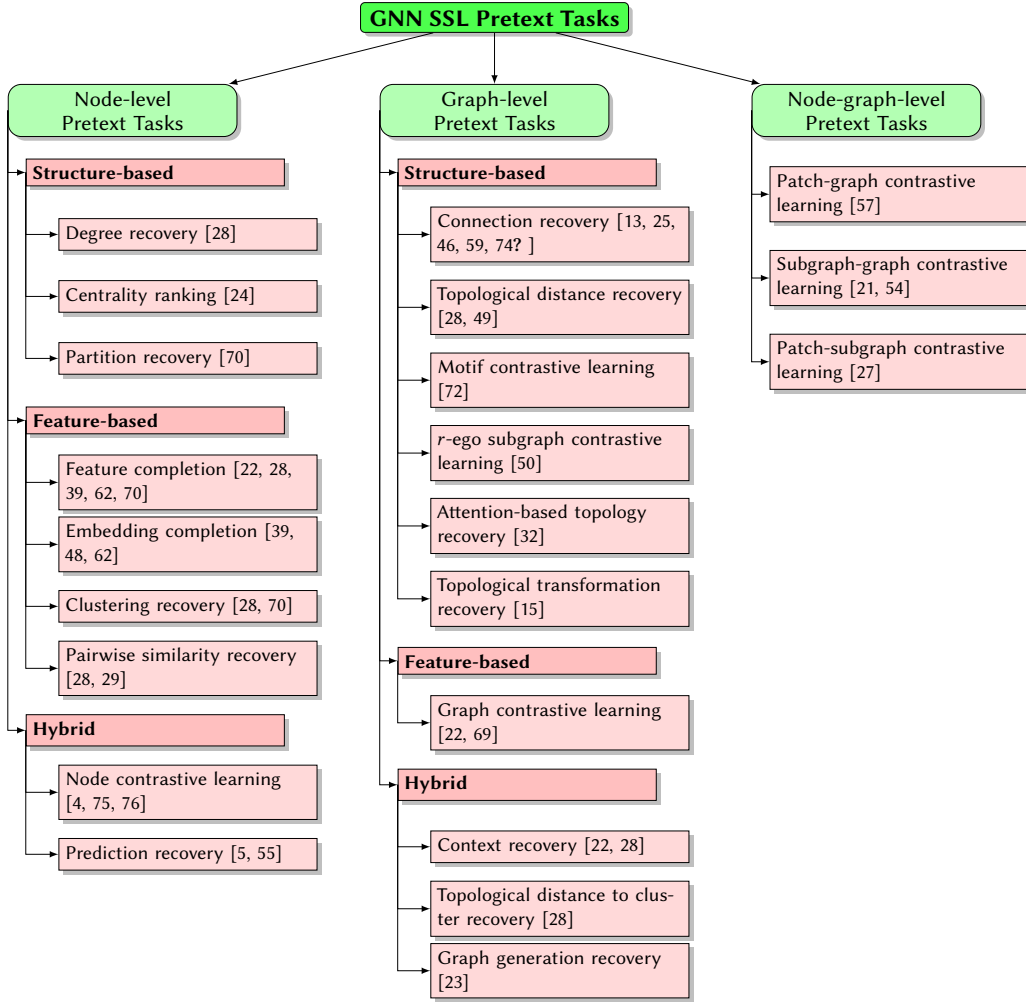 GNN SSL Pretext Tasks
Node-level
Pretext Tasks
Structure-based
Degree recovery [28]
Centrality ranking [24]
Partition recovery [70]
Feature-based
Feature completion [22, 28,
39, 62, 70]
Embedding completion [39,
48, 62]
Clustering recovery [28, 70]
Pairwise similarity recovery
[28, 29]
Hybrid
Node contrastive learning
[4, 75, 76]
Prediction recovery [5, 55]
Graph-level
Pretext Tasks
Structure-based
Connection recovery [13, 25,
46, 59, 74? ]
Topological distance recovery
[28, 49]
Motif contrastive learning
[72]
r-ego subgraph contrastive
learning [50]
Attention-based topology
recovery [32]
Topological transformation
recovery [15]
Feature-based
Graph contrastive learning
[22, 69]
Hybrid
Context recovery [22, 28]
Topological distance to clus-
ter recovery [28]
Graph generation recovery
[23]
Node-graph-level
Pretext Tasks
Patch-graph contrastive
learning [57]
Subgraph-graph contrastive
learning [21, 54]
Patch-subgraph contrastive
learning [27]